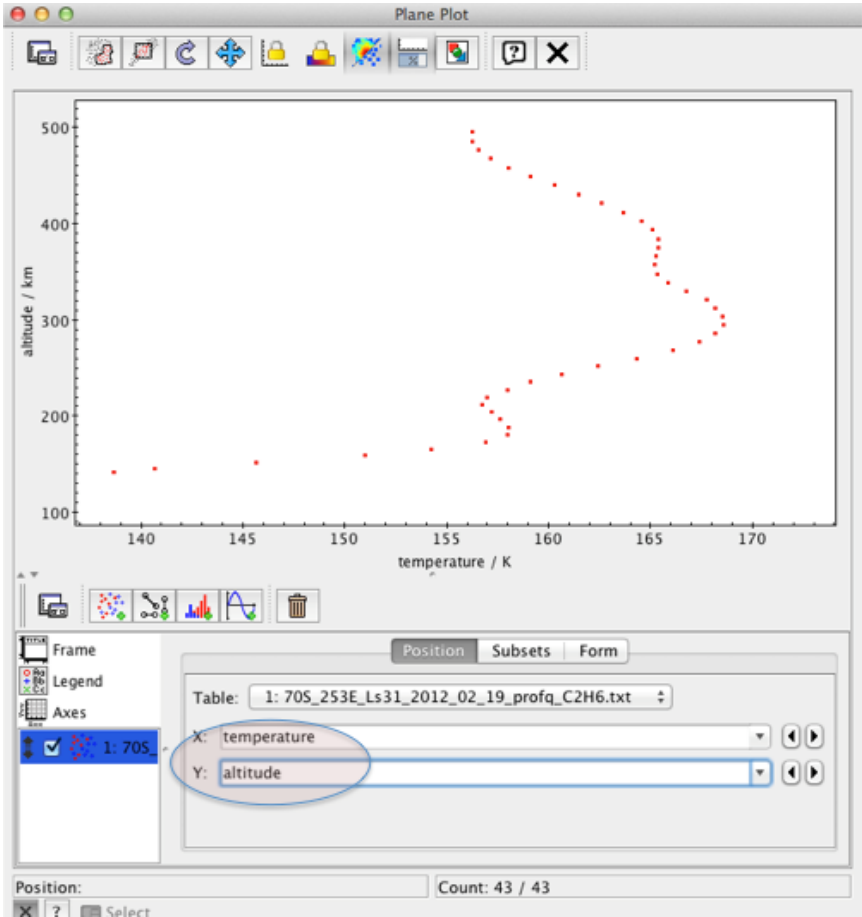 Plane Plot
500
400
300
200
100
altitude / km
140 145 150 155 160 165 170
temperature / K
Frame
Legend
Axes
1: 70S_
Position Subsets Form
Table: 1: 70S_253E_Ls31_2012_02_19_profq_C2H6.txt
X: temperature
Y: altitude
Position: Count: 43 / 43
X ? Select